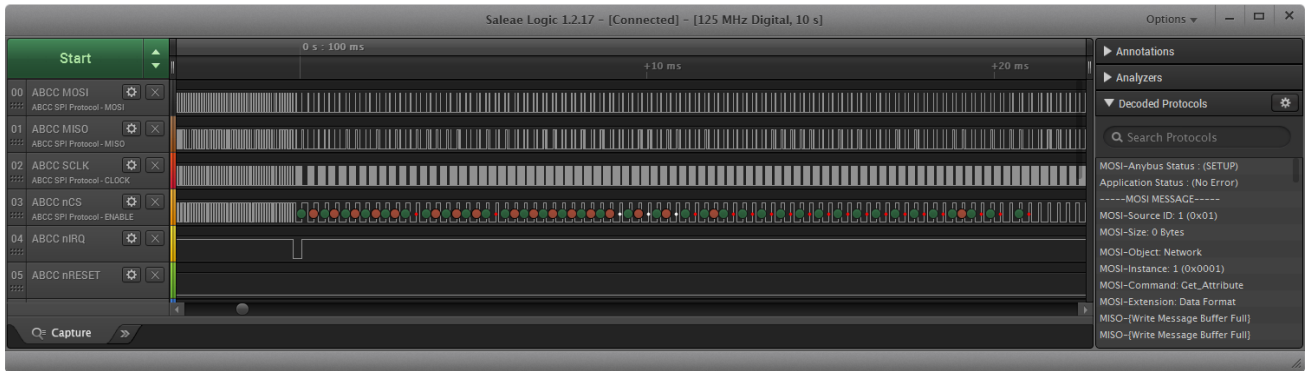 Saleae Logic 1.2.17 - [Connected] - [125 MHz Digital, 10 s]
Options
Start
0 s : 100 ms
+10 ms
+20 ms
00 ABCC MOSI
ABCC SPI Protocol - MOSI
01 ABCC MISO
ABCC SPI Protocol - MISO
02 ABCC SCLK
ABCC SPI Protocol - CLOCK
03 ABCC nCS
ABCC SPI Protocol - ENABLE
04 ABCC nIRQ
05 ABCC nRESET
Capture
Annotations
Analyzers
Decoded Protocols
Search Protocols
MOSI-Anybus Status : (SETUP)
Application Status : (No Error)
-----MOSI MESSAGE-----
MOSI-Source ID: 1 (0x01)
MOSI-Size: 0 Bytes
MOSI-Object: Network
MOSI-Instance: 1 (0x0001)
MOSI-Command: Get_Attribute
MOSI-Extension: Data Format
MISO-{Write Message Buffer Full}
MISO-{Write Message Buffer Full}